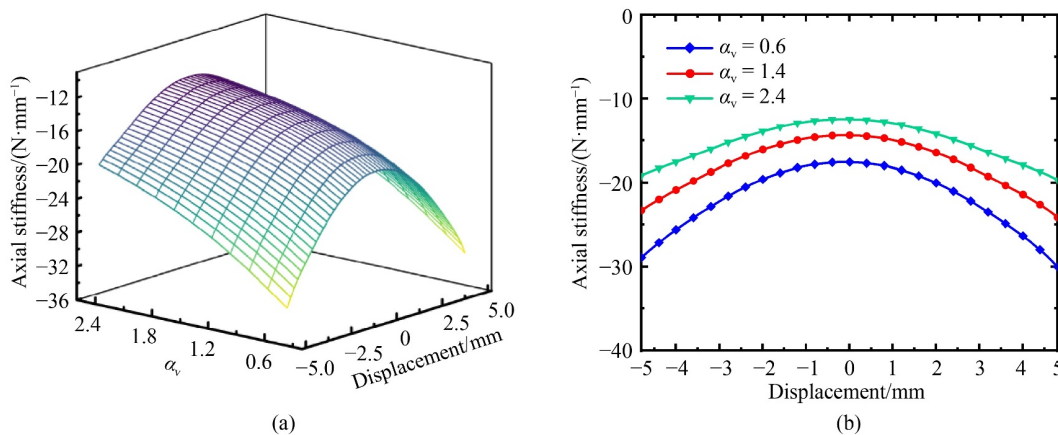 Axial stiffness/(N·mm⁻¹)
−12
−16
−20
−24
−28
−32
−36
2.4
1.8
1.2
0.6
αᵥ
−5.0
−2.5
0
2.5
5.0
Displacement/mm
(a)
Axial stiffness/(N·mm⁻¹)
0
−10
−20
−30
−40
αᵥ = 0.6
αᵥ = 1.4
αᵥ = 2.4
−5 −4 −3 −2 −1 0 1 2 3 4 5
Displacement/mm
(b)